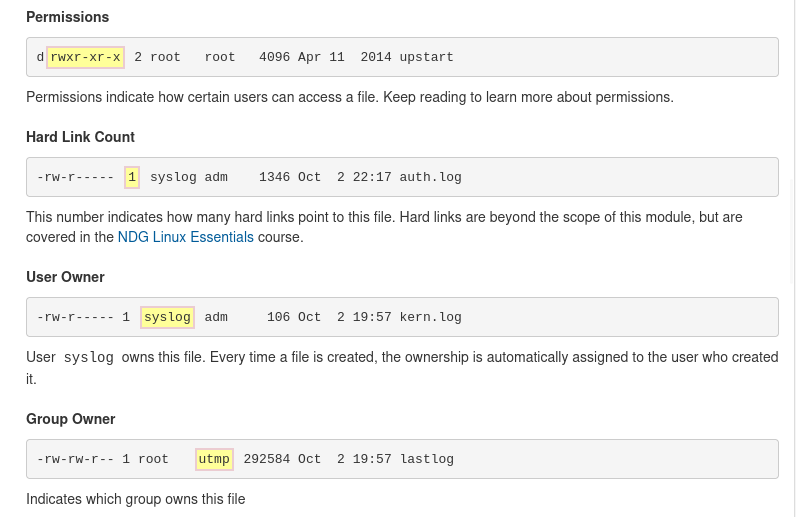 Permissions
drwxr-xr-x 2 root   root   4096 Apr 11  2014 upstart
Permissions indicate how certain users can access a file. Keep reading to learn more about permissions.
Hard Link Count
-rw-r----- 1 syslog adm    1346 Oct  2 22:17 auth.log
This number indicates how many hard links point to this file. Hard links are beyond the scope of this module, but are
covered in the NDG Linux Essentials course.
User Owner
-rw-r----- 1 syslog adm     106 Oct  2 19:57 kern.log
User syslog owns this file. Every time a file is created, the ownership is automatically assigned to the user who created
it.
Group Owner
-rw-rw-r-- 1 root   utmp 292584 Oct  2 19:57 lastlog
Indicates which group owns this file